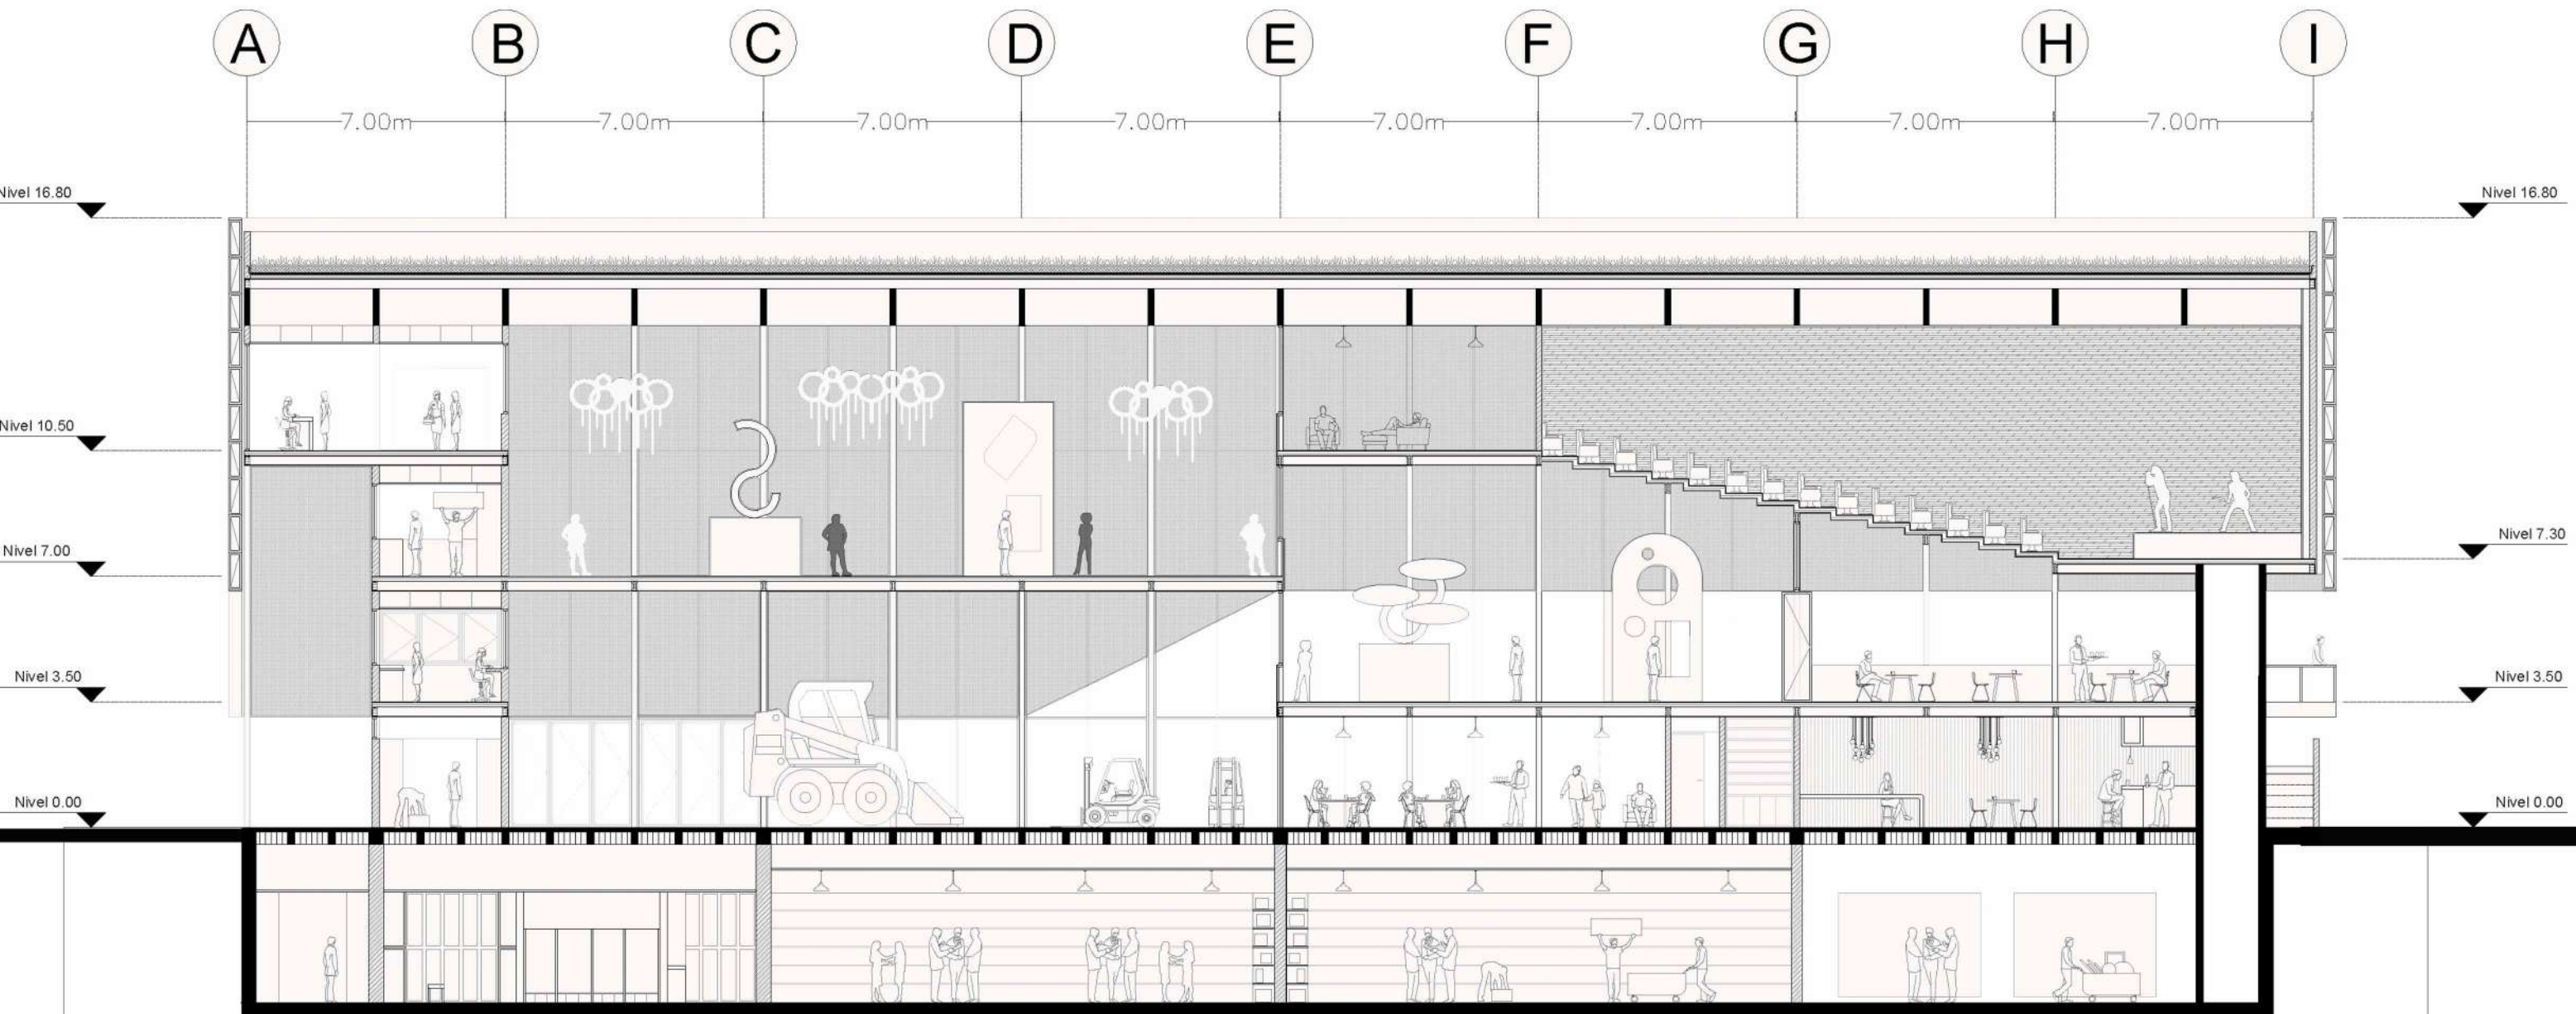 A B C D E F G H I
7.00m 7.00m 7.00m 7.00m 7.00m 7.00m 7.00m 7.00m
Nivel 16.80 Nivel 16.80
Nivel 10.50
Nivel 7.00 Nivel 7.30
Nivel 3.50 Nivel 3.50
Nivel 0.00 Nivel 0.00